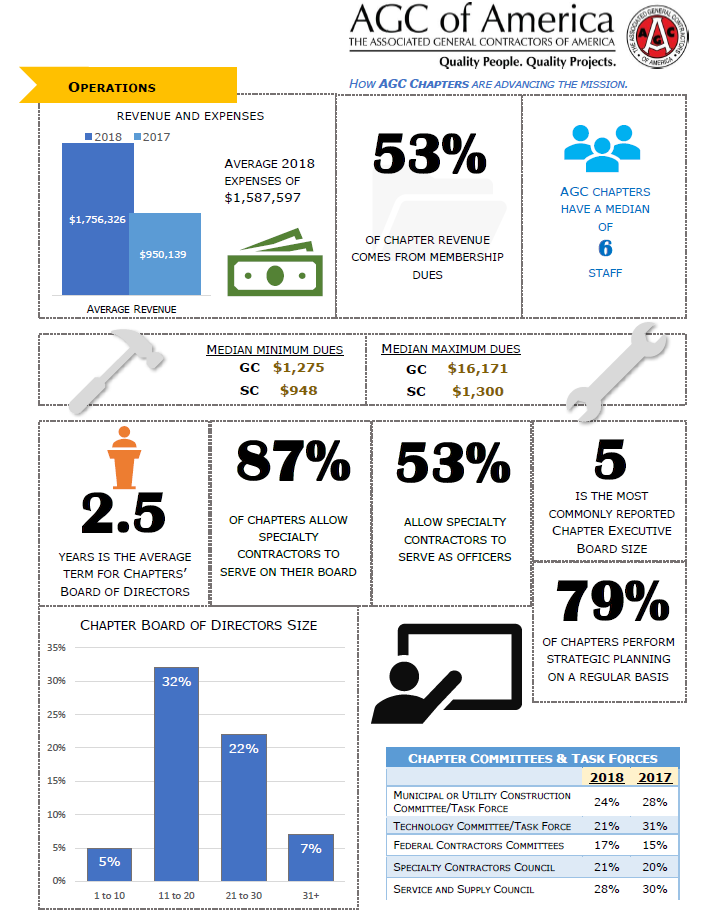 AGC of America
THE ASSOCIATED GENERAL CONTRACTORS OF AMERICA
Quality People. Quality Projects.
THE ASSOCIATED GENERAL CONTRACTORS
OF AMERICA
AGC
HOW AGC CHAPTERS ARE ADVANCING THE MISSION.
OPERATIONS
REVENUE AND EXPENSES
2018 2017
$1,756,326
$950,139
AVERAGE REVENUE
AVERAGE 2018
EXPENSES OF
$1,587,597
53%
OF CHAPTER REVENUE
COMES FROM MEMBERSHIP
DUES
AGC CHAPTERS
HAVE A MEDIAN
OF
6
STAFF
MEDIAN MINIMUM DUES
GC $1,275
SC $948
MEDIAN MAXIMUM DUES
GC $16,171
SC $1,300
2.5
YEARS IS THE AVERAGE
TERM FOR CHAPTERS'
BOARD OF DIRECTORS
87%
OF CHAPTERS ALLOW
SPECIALTY
CONTRACTORS TO
SERVE ON THEIR BOARD
53%
ALLOW SPECIALTY
CONTRACTORS TO
SERVE AS OFFICERS
5
IS THE MOST
COMMONLY REPORTED
CHAPTER EXECUTIVE
BOARD SIZE
79%
OF CHAPTERS PERFORM
STRATEGIC PLANNING
ON A REGULAR BASIS
CHAPTER BOARD OF DIRECTORS SIZE
35%
30%
25%
20%
15%
10%
5%
0%
5%
32%
22%
7%
1 to 10 11 to 20 21 to 30 31+
CHAPTER COMMITTEES & TASK FORCES
2018 2017
MUNICIPAL OR UTILITY CONSTRUCTION
COMMITTEE/TASK FORCE 24% 28%
TECHNOLOGY COMMITTEE/TASK FORCE 21% 31%
FEDERAL CONTRACTORS COMMITTEES 17% 15%
SPECIALTY CONTRACTORS COUNCIL 21% 20%
SERVICE AND SUPPLY COUNCIL 28% 30%